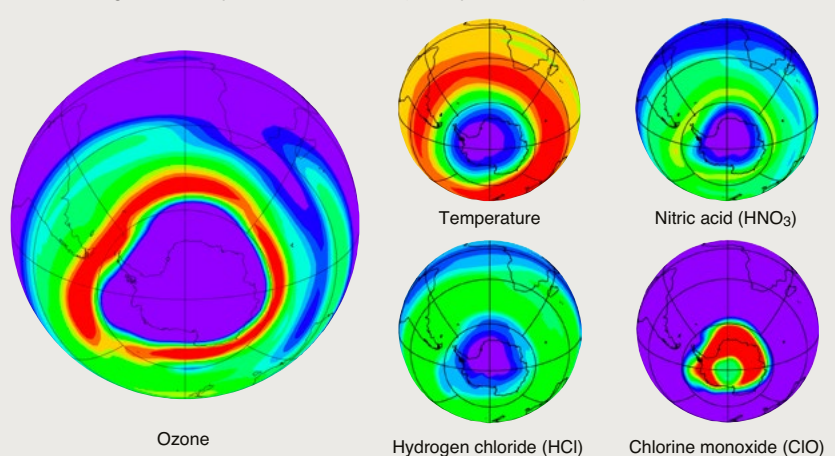 Temperature
Nitric acid (HNO₃)
Ozone
Hydrogen chloride (HCl)
Chlorine monoxide (ClO)